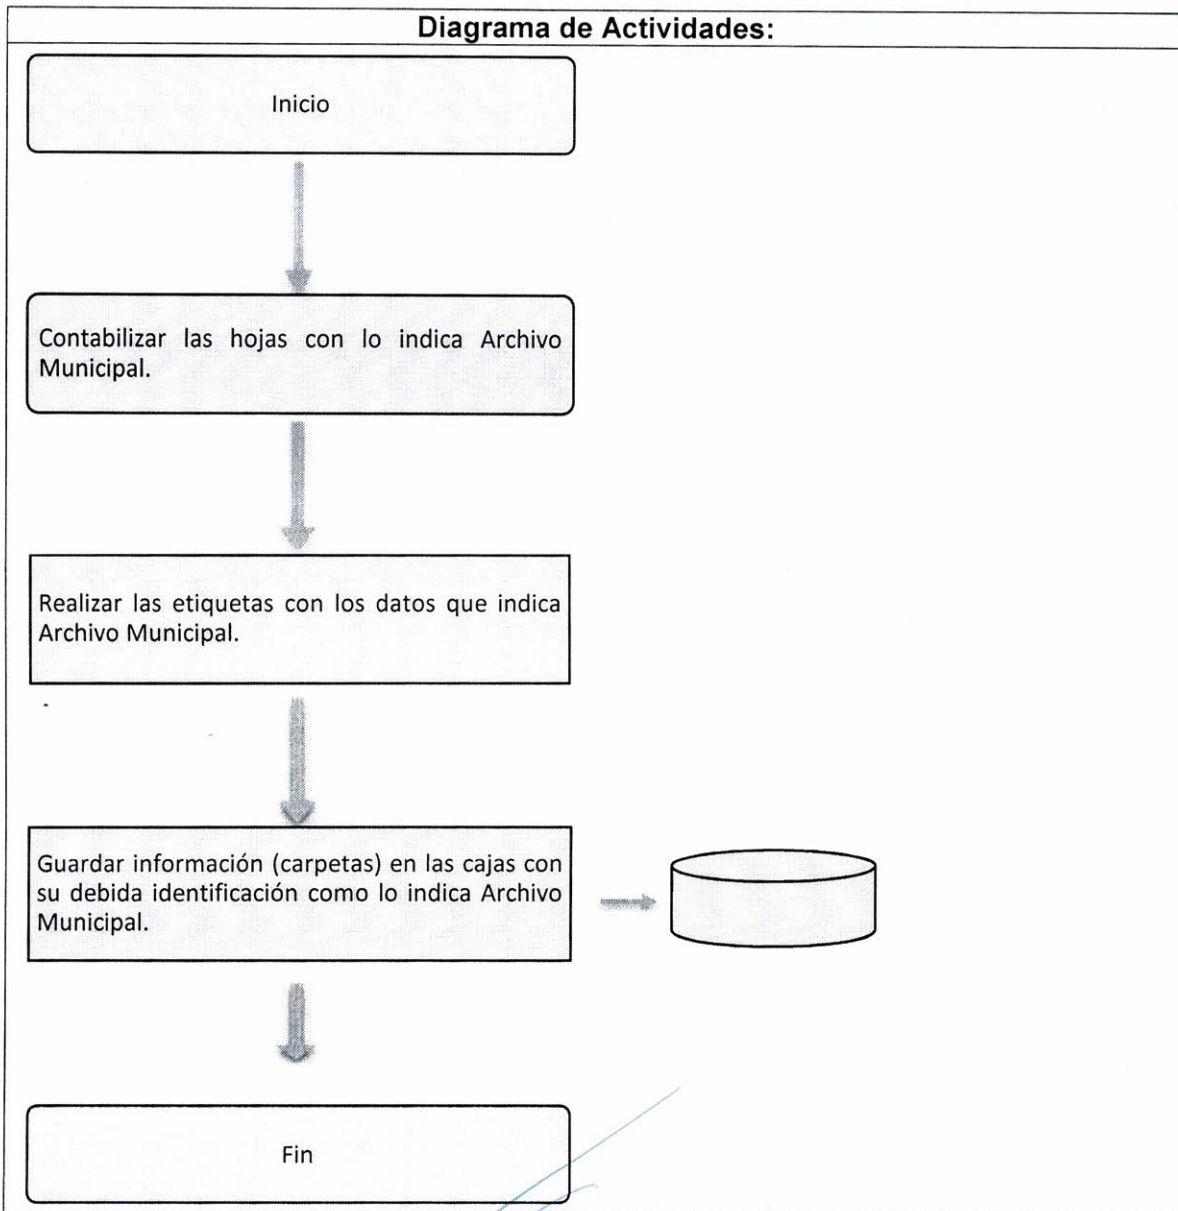 Diagrama de Actividades:
Inicio
Contabilizar las hojas con lo indica Archivo
Municipal.
Realizar las etiquetas con los datos que indica
Archivo Municipal.
Guardar información (carpetas) en las cajas con
su debida identificación como lo indica Archivo
Municipal.
Fin